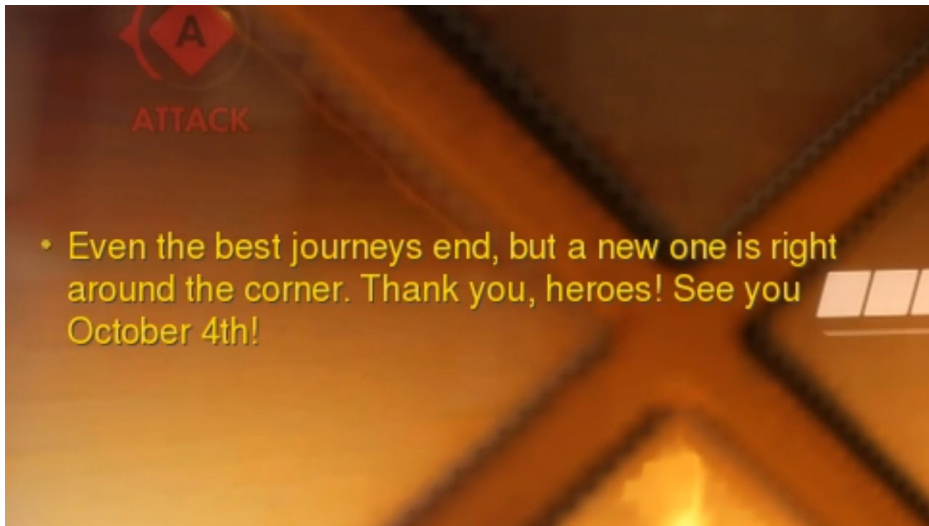 A
ATTACK
• Even the best journeys end, but a new one is right
around the corner. Thank you, heroes! See you
October 4th!